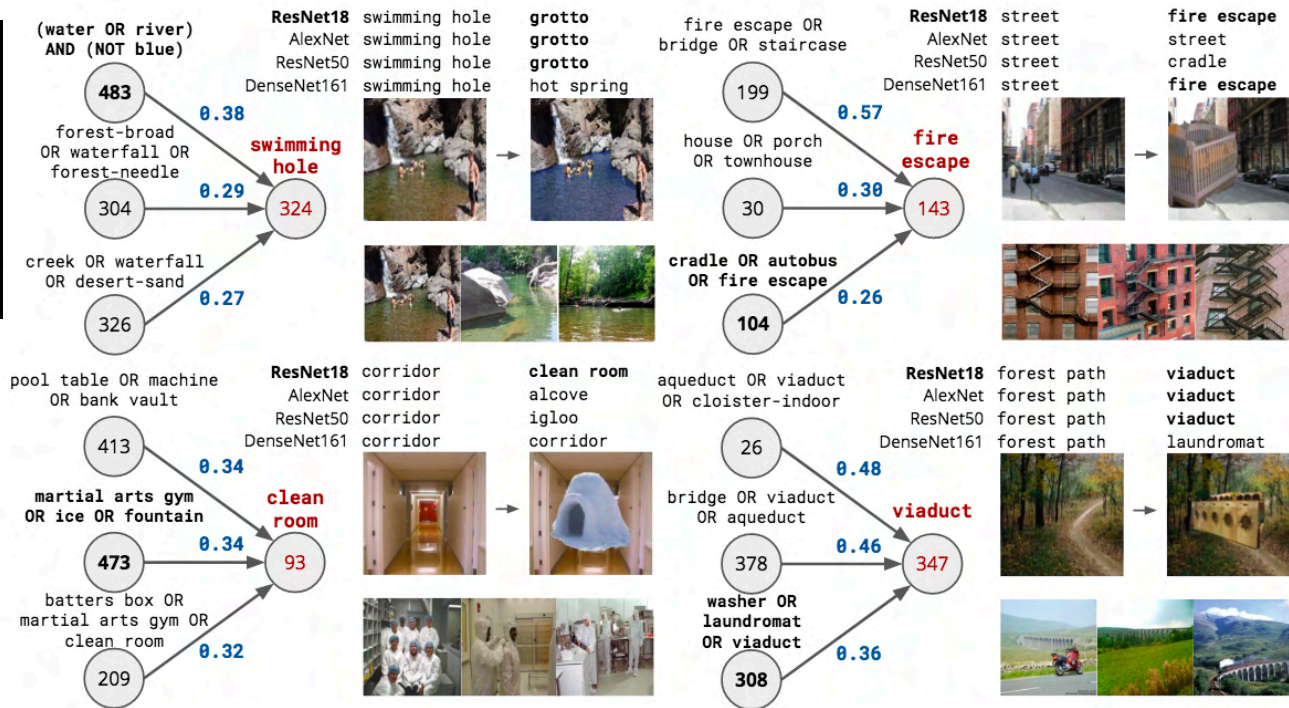 (water OR river)
AND (NOT blue)
483
0.38
forest-broad
OR waterfall OR
forest-needle
304
0.29
creek OR waterfall
OR desert-sand
326
0.27
swimming
hole
324
ResNet18 swimming hole grotto
AlexNet swimming hole grotto
ResNet50 swimming hole grotto
DenseNet161 swimming hole hot spring
fire escape OR
bridge OR staircase
199
0.57
house OR porch
OR townhouse
30
0.30
cradle OR autobus
OR fire escape
104
0.26
fire
escape
143
ResNet18 street fire escape
AlexNet street street
ResNet50 street cradle
DenseNet161 street fire escape
pool table OR machine
OR bank vault
413
0.34
martial arts gym
OR ice OR fountain
473
0.34
batters box OR
martial arts gym OR
clean room
209
0.32
clean
room
93
ResNet18 corridor clean room
AlexNet corridor alcove
ResNet50 corridor igloo
DenseNet161 corridor corridor
aqueduct OR viaduct
OR cloister-indoor
26
0.48
bridge OR viaduct
OR aqueduct
378
0.46
washer OR
laundromat
OR viaduct
308
0.36
viaduct
347
ResNet18 forest path viaduct
AlexNet forest path viaduct
ResNet50 forest path viaduct
DenseNet161 forest path laundromat